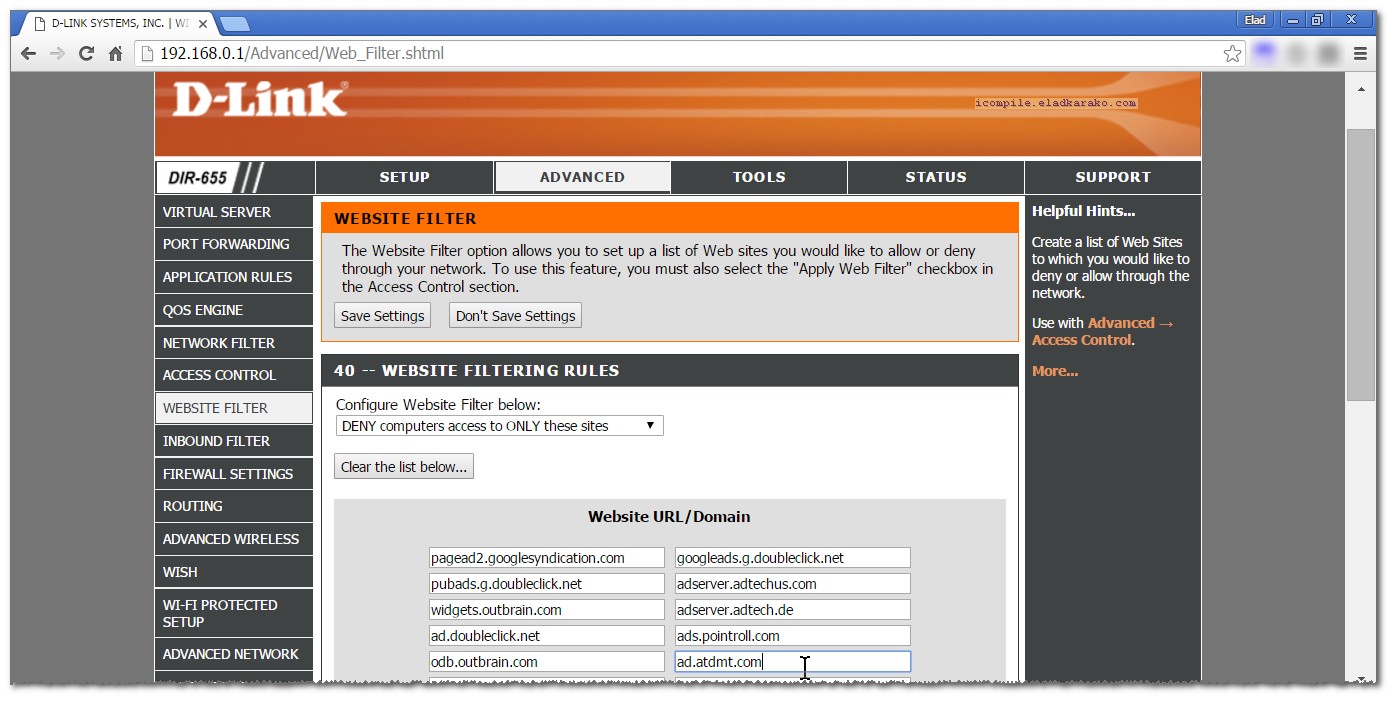 D-LINK SYSTEMS, INC. | WI
Elad
192.168.0.1/Advanced/Web_Filter.shtml
D-Link®
icompile.eladkarako.com
DIR-655
SETUP
ADVANCED
TOOLS
STATUS
SUPPORT
VIRTUAL SERVER
PORT FORWARDING
APPLICATION RULES
QOS ENGINE
NETWORK FILTER
ACCESS CONTROL
WEBSITE FILTER
INBOUND FILTER
FIREWALL SETTINGS
ROUTING
ADVANCED WIRELESS
WISH
WI-FI PROTECTED
SETUP
ADVANCED NETWORK
WEBSITE FILTER
The Website Filter option allows you to set up a list of Web sites you would like to allow or deny
through your network. To use this feature, you must also select the "Apply Web Filter" checkbox in
the Access Control section.
Save Settings
Don't Save Settings
40 -- WEBSITE FILTERING RULES
Configure Website Filter below:
DENY computers access to ONLY these sites
Clear the list below...
Website URL/Domain
pagead2.googlesyndication.com
googleads.g.doubleclick.net
pubads.g.doubleclick.net
adserver.adtechus.com
widgets.outbrain.com
adserver.adtech.de
ad.doubleclick.net
ads.pointroll.com
odb.outbrain.com
ad.atdmt.com
Helpful Hints...
Create a list of Web Sites
to which you would like to
deny or allow through the
network.
Use with Advanced →
Access Control.
More...